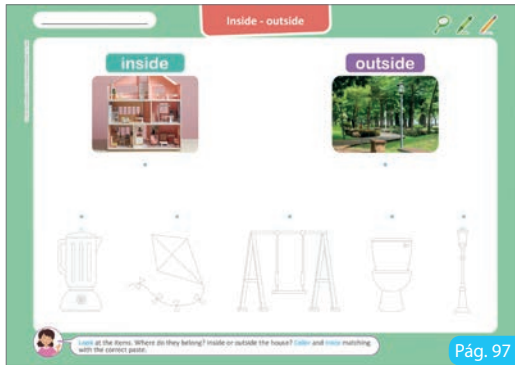 Inside - outside
inside
outside
Look at the items. Where do they belong? Inside or outside the house? Color and trace matching
with the correct paste.
Pág. 97